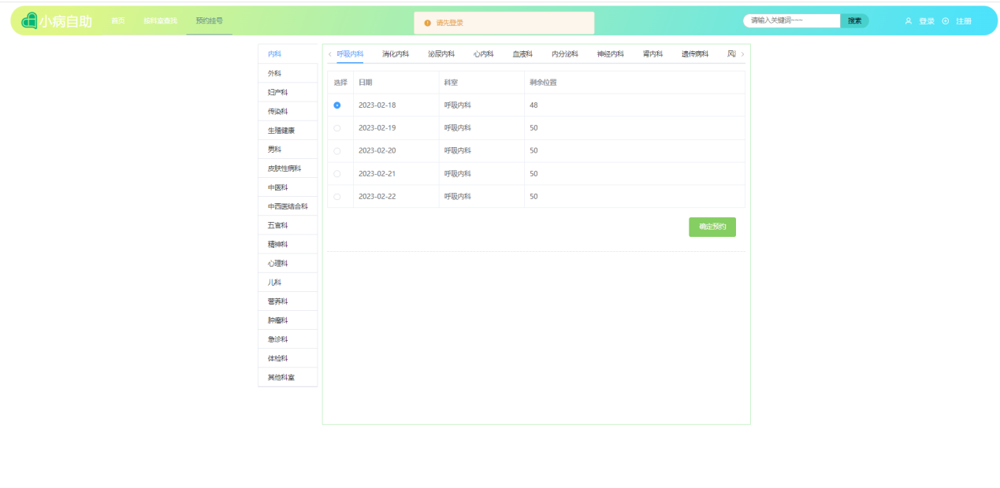 小病自助 首页 按科室查找 预约挂号 请先登录 请输入关键词~~~ 搜索 登录 注册
内科
外科
妇产科
传染科
生殖健康
男科
皮肤性病科
中医科
中西医结合科
五官科
精神科
心理科
儿科
营养科
肿瘤科
急诊科
体检科
其他科室
呼吸内科 消化内科 泌尿内科 心内科 血液科 内分泌科 神经内科 肾内科 遗传病科
选择 日期 科室 剩余位置
2023-02-18 呼吸内科 48
2023-02-19 呼吸内科 50
2023-02-20 呼吸内科 50
2023-02-21 呼吸内科 50
2023-02-22 呼吸内科 50
确定预约